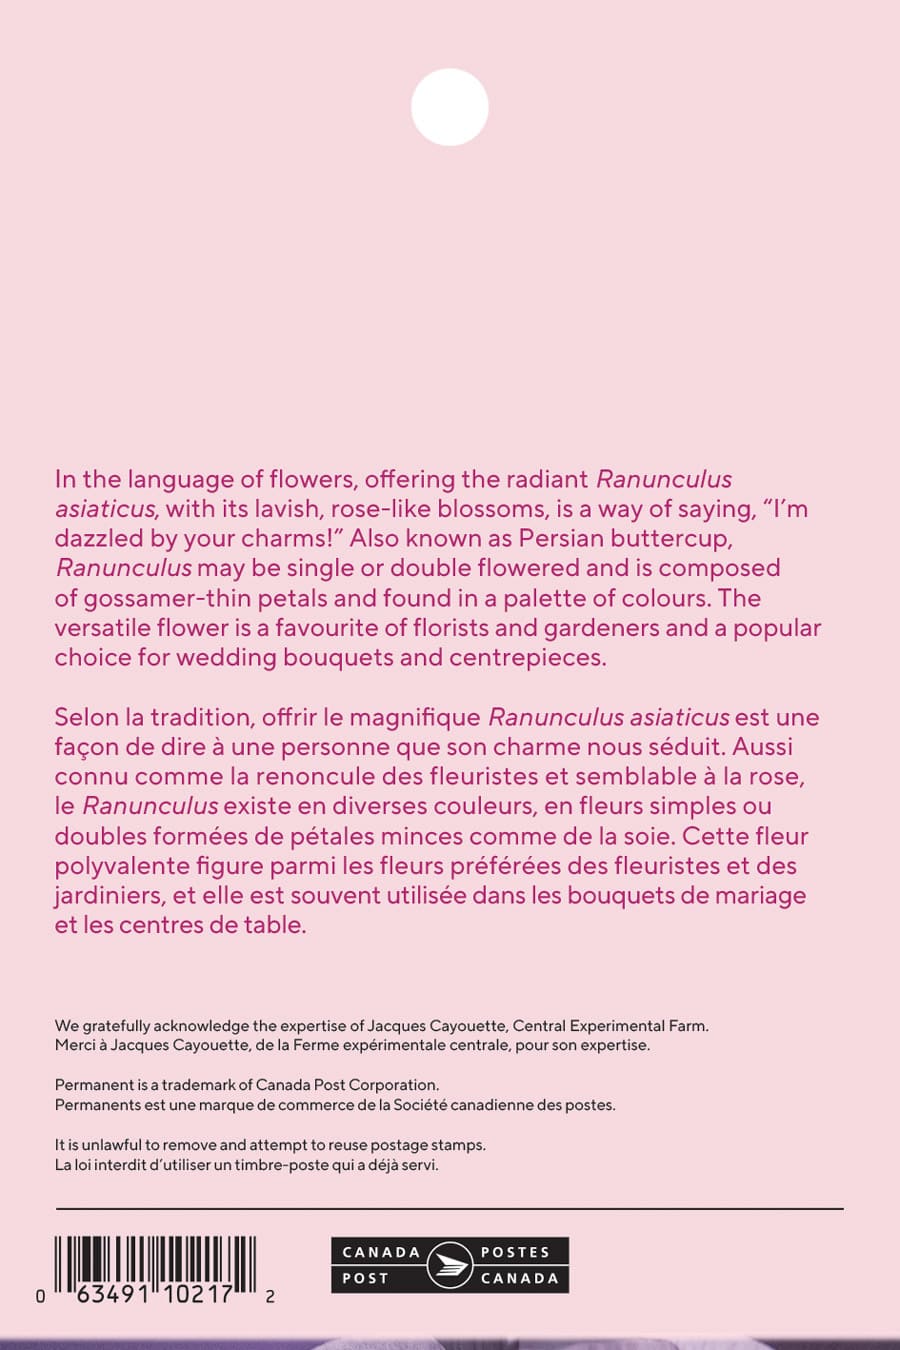 In the language of flowers, offering the radiant Ranunculus
asiaticus, with its lavish, rose-like blossoms, is a way of saying, “I’m
dazzled by your charms!” Also known as Persian buttercup,
Ranunculus may be single or double flowered and is composed
of gossamer-thin petals and found in a palette of colours. The
versatile flower is a favourite of florists and gardeners and a popular
choice for wedding bouquets and centrepieces.
Selon la tradition, offrir le magnifique Ranunculus asiaticus est une
façon de dire à une personne que son charme nous séduit. Aussi
connu comme la renoncule des fleuristes et semblable à la rose,
le Ranunculus existe en diverses couleurs, en fleurs simples ou
doubles formées de pétales minces comme de la soie. Cette fleur
polyvalente figure parmi les fleurs préférées des fleuristes et des
jardiniers, et elle est souvent utilisée dans les bouquets de mariage
et les centres de table.
We gratefully acknowledge the expertise of Jacques Cayouette, Central Experimental Farm.
Merci à Jacques Cayouette, de la Ferme expérimentale centrale, pour son expertise.
Permanent is a trademark of Canada Post Corporation.
Permanents est une marque de commerce de la Société canadienne des postes.
It is unlawful to remove and attempt to reuse postage stamps.
La loi interdit d’utiliser un timbre-poste qui a déjà servi.
CANADA POSTES
POST CANADA
0 63491 10217 2